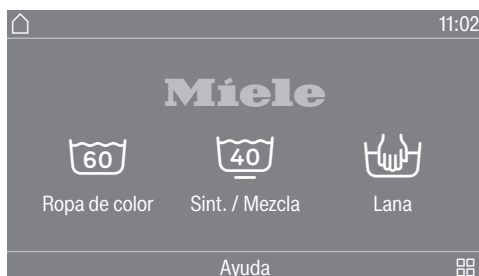 11:02
Miele
60
40
Ropa de color
Sint. / Mezcla
Lana
Ayuda